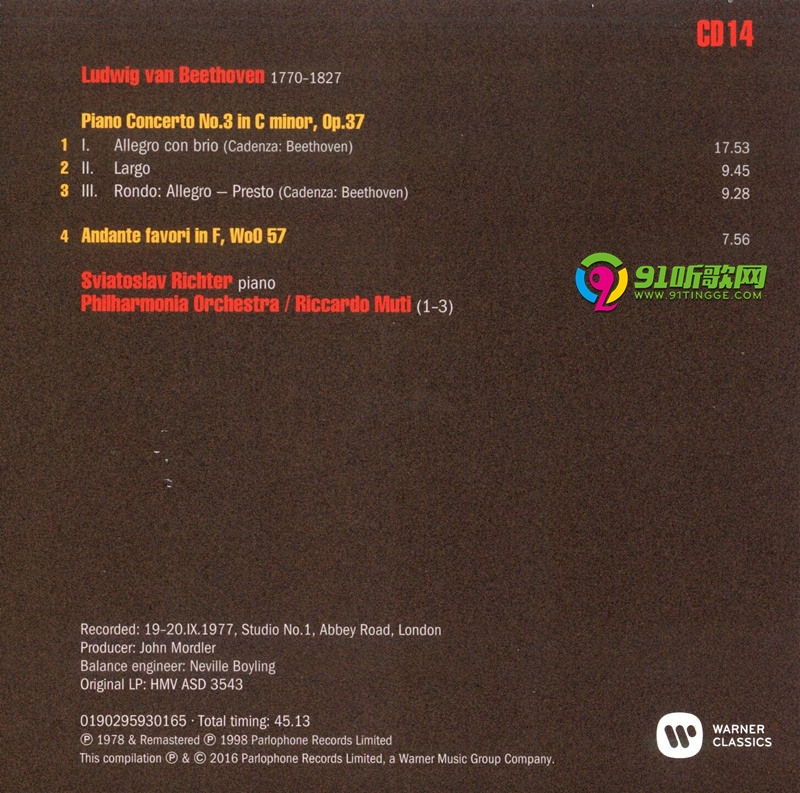 CD14
Ludwig van Beethoven 1770-1827
Piano Concerto No.3 in C minor, Op.37
1 I. Allegro con brio (Cadenza: Beethoven) 17.53
2 II. Largo 9.45
3 III. Rondo: Allegro – Presto (Cadenza: Beethoven) 9.28
4 Andante favori in F, WoO 57 7.56
Sviatoslav Richter piano
Philharmonia Orchestra / Riccardo Muti (1-3)
91听歌网
WWW.91TINGGE.COM
Recorded: 19-20.IX.1977, Studio No.1, Abbey Road, London
Producer: John Mordler
Balance engineer: Neville Boyling
Original LP: HMV ASD 3543
0190295930165 · Total timing: 45.13
℗ 1978 & Remastered ℗ 1998 Parlophone Records Limited
This compilation ℗ & © 2016 Parlophone Records Limited, a Warner Music Group Company.
WARNER
CLASSICS